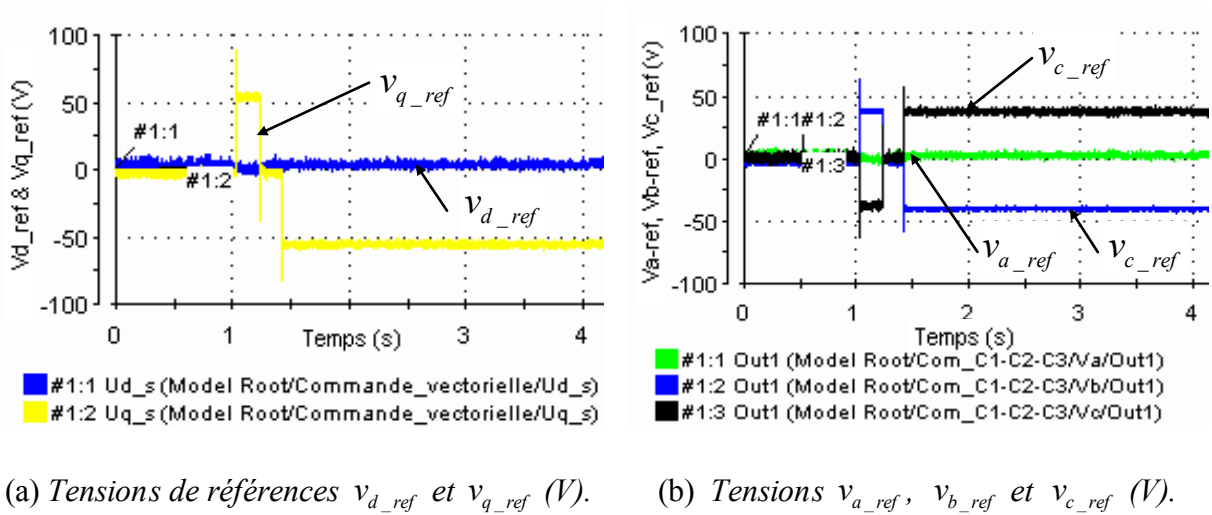 100
50
0
-50
-100
Vd_ref & Vq_ref (V)
#1:1
#1:2
v_q_ref
v_d_ref
0 1 2 3 4
Temps (s)
#1:1 Ud_s (Model Root/Commande_vectorielle/Ud_s)
#1:2 Uq_s (Model Root/Commande_vectorielle/Uq_s)
(a) Tensions de références v_d_ref et v_q_ref (V).
100
50
0
-50
-100
Va-ref, Vb-ref, Vc_ref (v)
#1:1#1:2
#1:3
v_c_ref
v_a_ref
v_c_ref
0 1 2 3 4
Temps (s)
#1:1 Out1 (Model Root/Com_C1-C2-C3/Va/Out1)
#1:2 Out1 (Model Root/Com_C1-C2-C3/Vb/Out1)
#1:3 Out1 (Model Root/Com_C1-C2-C3/Vc/Out1)
(b) Tensions v_a_ref, v_b_ref et v_c_ref (V).